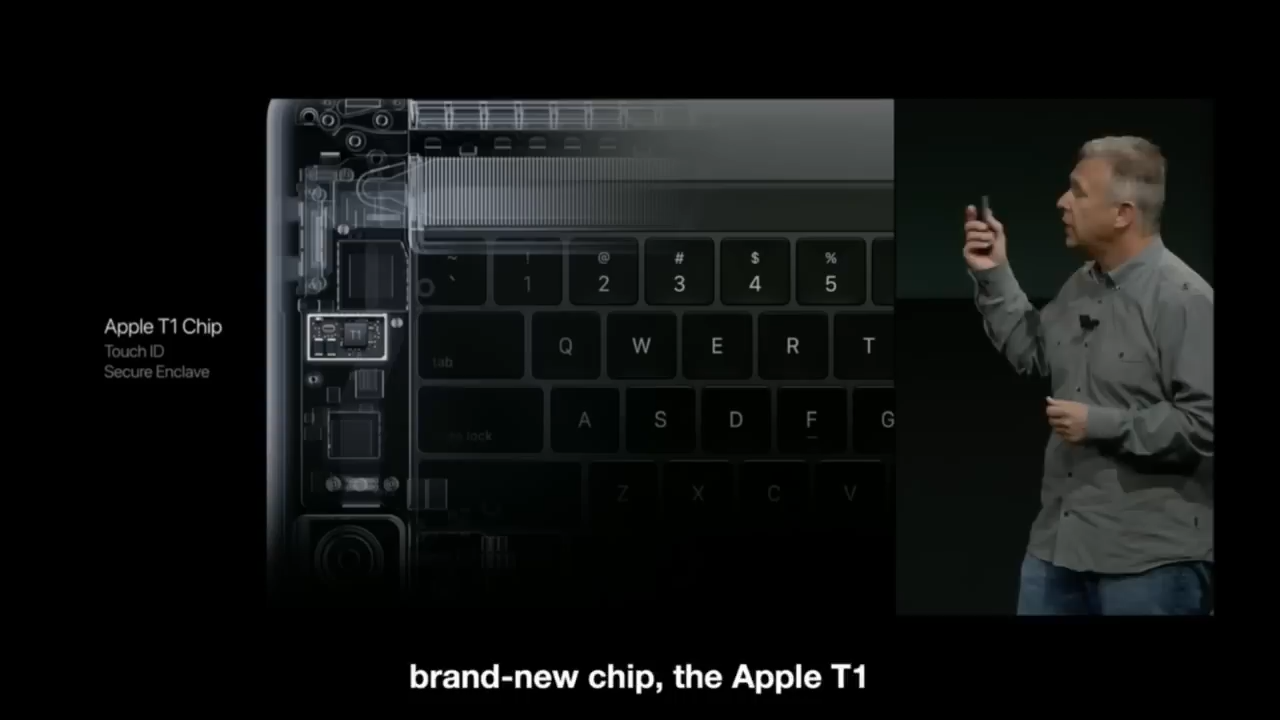 Apple T1 Chip
Touch ID
Secure Enclave
T1
~ ! @ # $ %
` 1 2 3 4 5
tab Q W E R T
A S D F G
lock
Z X C V
brand-new chip, the Apple T1